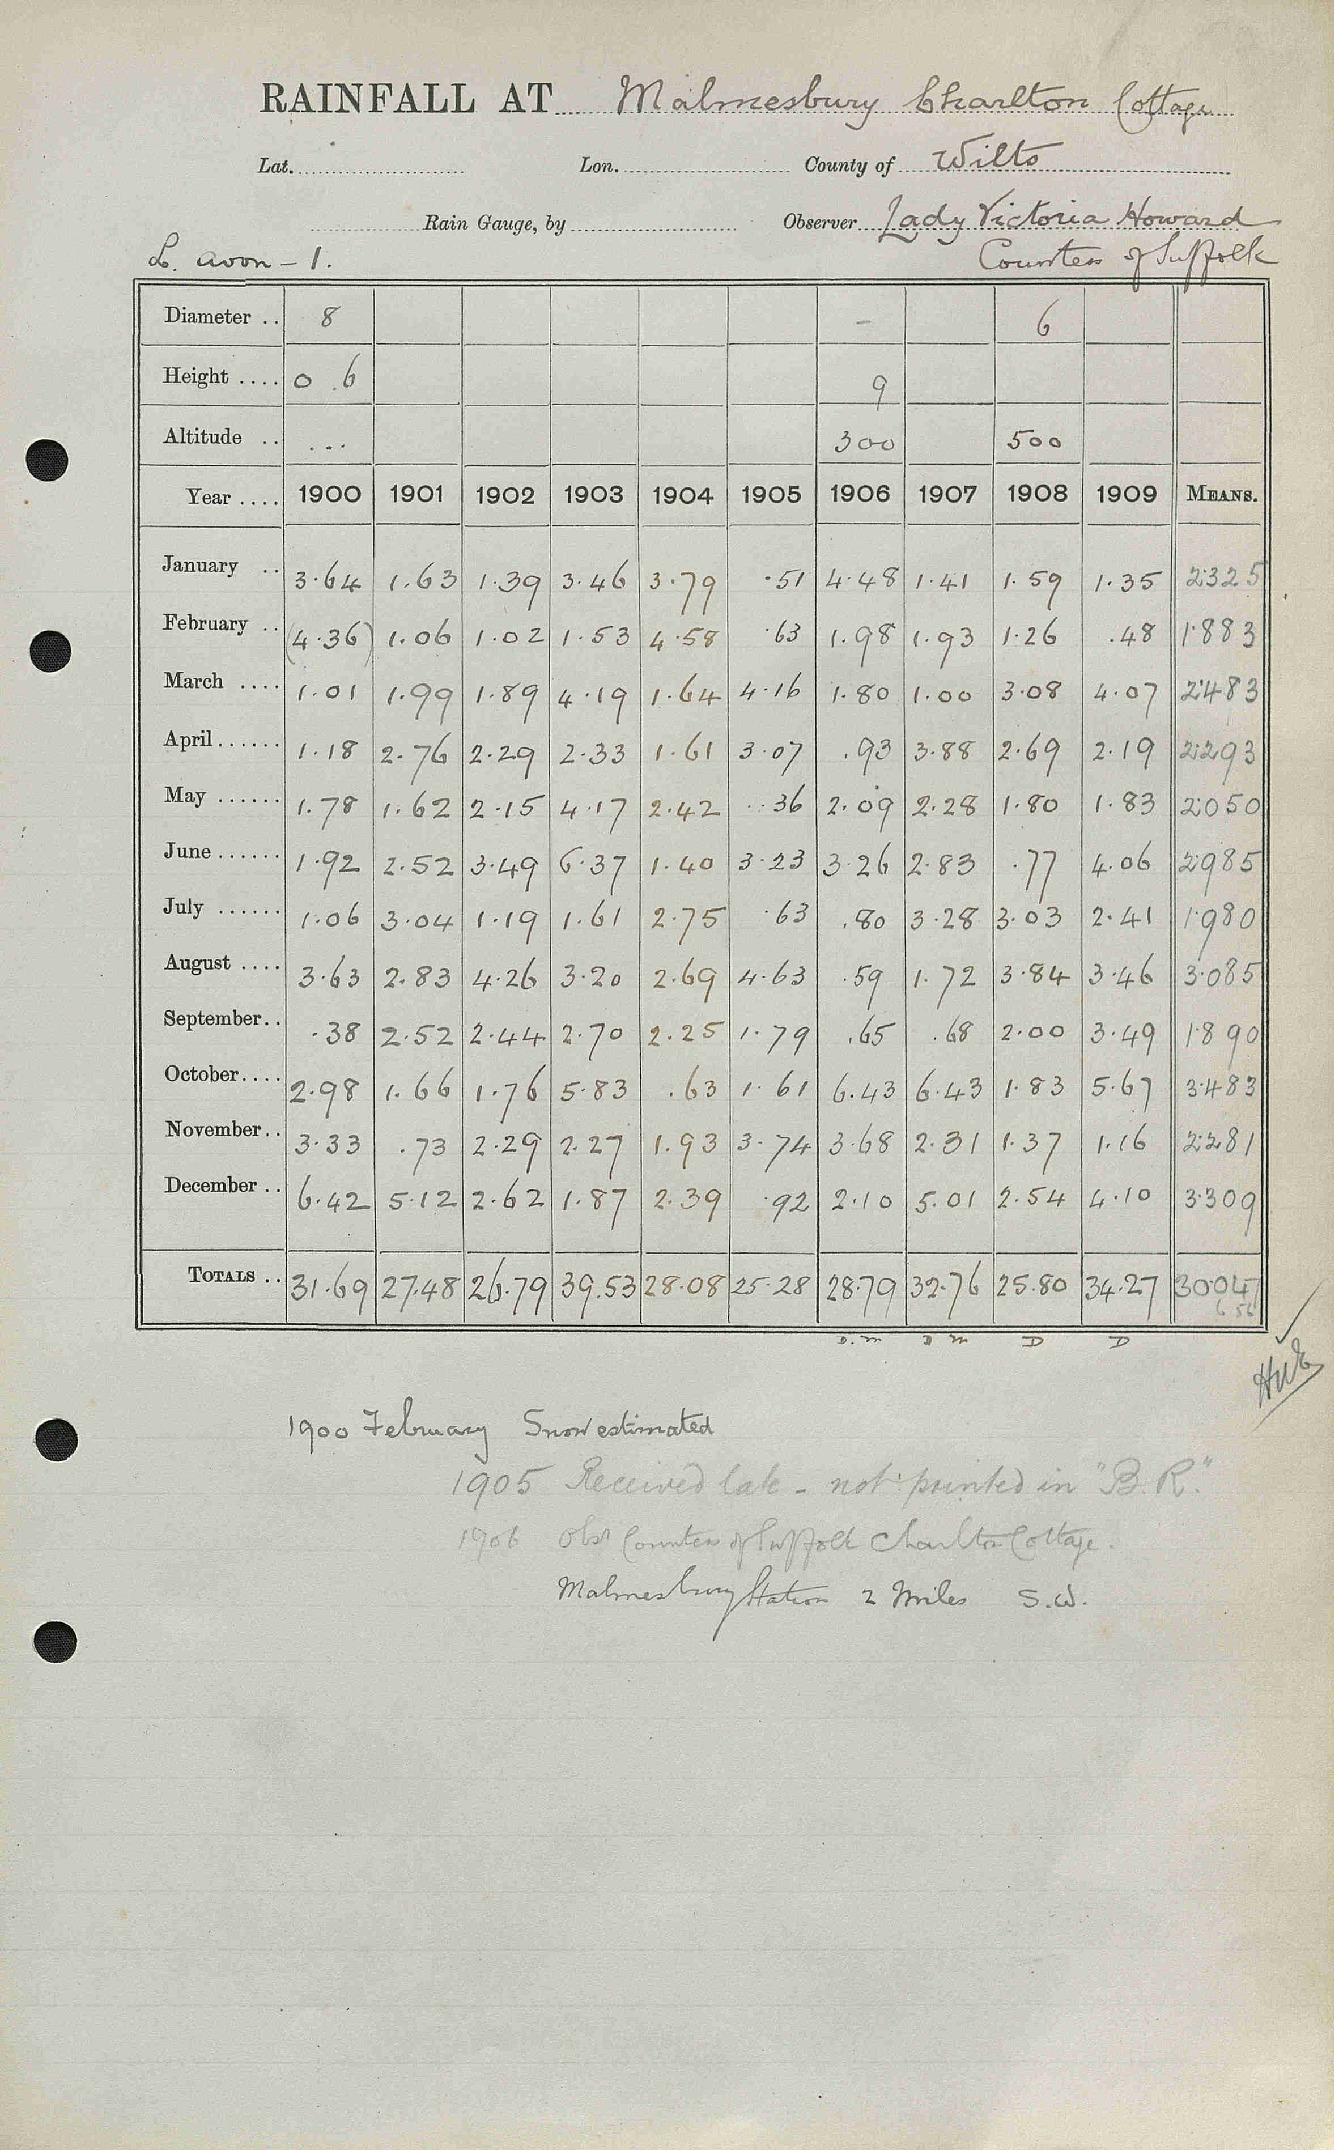 RAINFALL AT Malmesbury Charlton Cottage
Lat. Lon. County of Wilts
Rain Gauge, by Observer Lady Victoria Howard
L. Avon - 1. Countess of Suffolk
Diameter .. 8 - 6
Height .... 0 .6 9
Altitude .. ... 300 500
Year .... 1900 1901 1902 1903 1904 1905 1906 1907 1908 1909 MEANS.
January .. 3.64 1.63 1.39 3.46 3.79 .51 4.48 1.41 1.59 1.35 2.325
February .. (4.36) 1.06 1.02 1.53 4.58 .63 1.98 1.93 1.26 .48 1.883
March .... 1.01 1.99 1.89 4.19 1.64 4.16 1.80 1.00 3.08 4.07 2.483
April...... 1.18 2.76 2.29 2.33 1.61 3.07 .93 3.88 2.69 2.19 2.293
May ...... 1.78 1.62 2.15 4.17 2.42 .36 2.09 2.28 1.80 1.83 2.050
June...... 1.92 2.52 3.49 6.37 1.40 3.23 3.26 2.83 .77 4.06 2.985
July ...... 1.06 3.04 1.19 1.61 2.75 .63 .80 3.28 3.03 2.41 1.980
August .... 3.63 2.83 4.26 3.20 2.69 4.63 .59 1.72 3.84 3.46 3.085
September.. .38 2.52 2.44 2.70 2.25 1.79 .65 .68 2.00 3.49 1.890
October.... 2.98 1.66 1.76 5.83 .63 1.61 6.43 6.43 1.83 5.67 3.483
November.. 3.33 .73 2.29 2.27 1.93 3.74 3.68 2.31 1.37 1.16 2.281
December .. 6.42 5.12 2.62 1.87 2.39 .92 2.10 5.01 2.54 4.10 3.309
TOTALS .. 31.69 27.48 26.79 39.53 28.08 25.28 28.79 32.76 25.80 34.27 30.047
D.M D M D D
1900 February Snow estimated
1905 Received late - not printed in "B.R."
1906 Obsr Countess of Suffolk Charlton Cottage.
Malmesbury Station 2 Miles S.W.